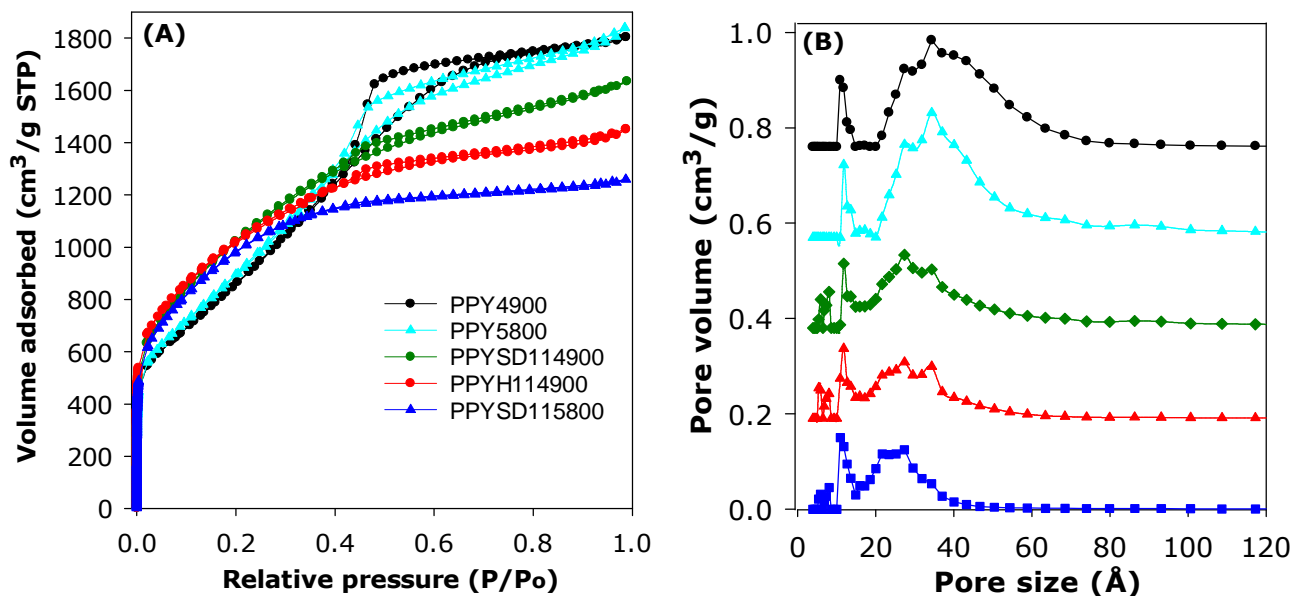 (A)
Volume adsorbed (cm³/g STP)
1800
1600
1400
1200
1000
800
600
400
200
0
0.0 0.2 0.4 0.6 0.8 1.0
Relative pressure (P/Po)
PPY4900
PPY5800
PPYSD114900
PPYH114900
PPYSD115800
(B)
Pore volume (cm³/g)
1.0
0.8
0.6
0.4
0.2
0.0
0 20 40 60 80 100 120
Pore size (Å)